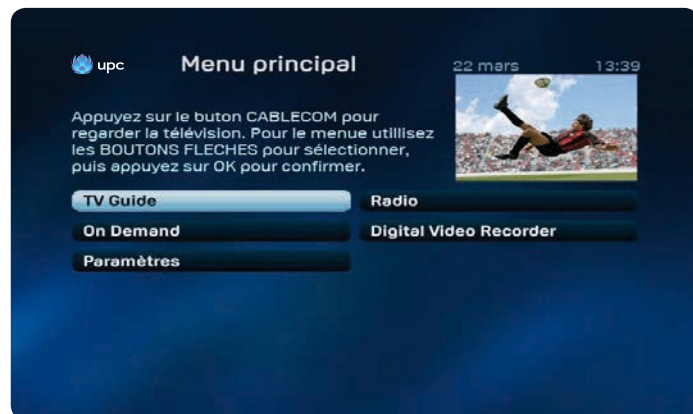 upc
Menu principal
22 mars
13:39
Appuyez sur le buton CABLECOM pour
regarder la télévision. Pour le menue utillisez
les BOUTONS FLECHES pour sélectionner,
puis appuyez sur OK pour confirmer.
TV Guide
Radio
On Demand
Digital Video Recorder
Paramètres